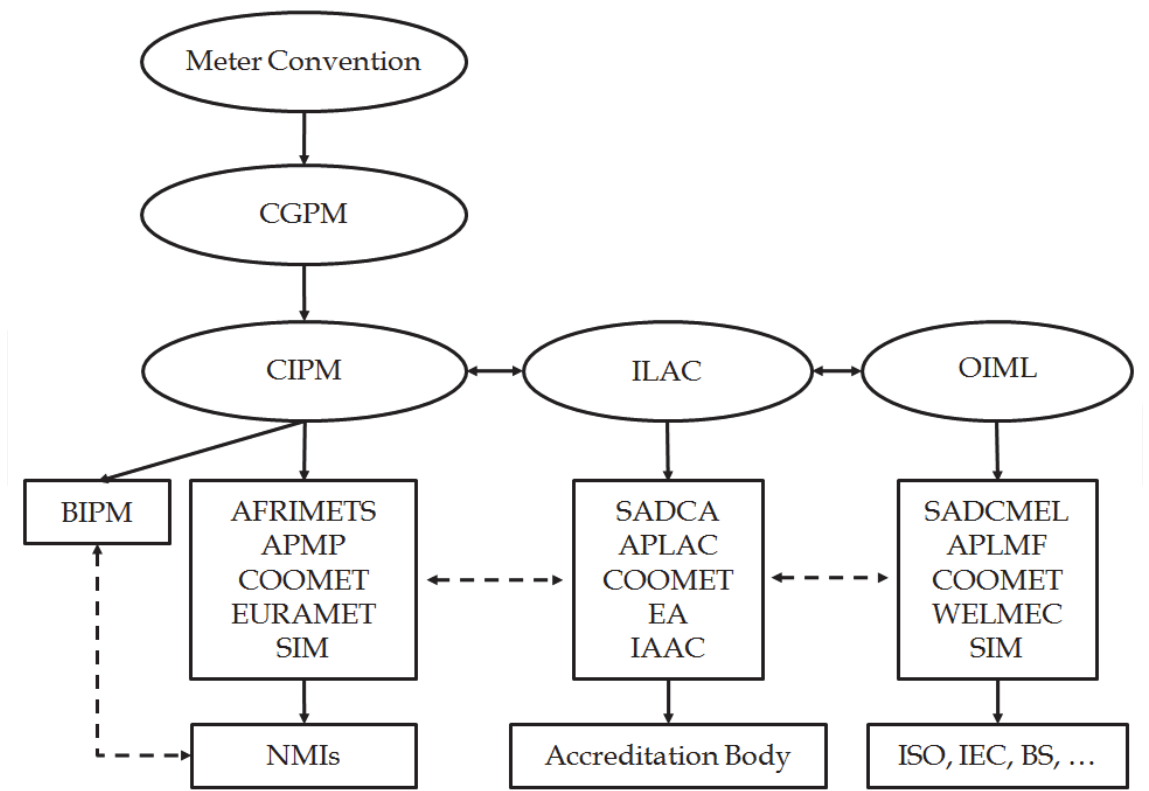 Meter Convention
CGPM
CIPM
ILAC
OIML
BIPM
AFRIMETS
APMP
COOMET
EURAMET
SIM
SADCA
APLAC
COOMET
EA
IAAC
SADCMEL
APLMF
COOMET
WELMEC
SIM
NMIs
Accreditation Body
ISO, IEC, BS, …